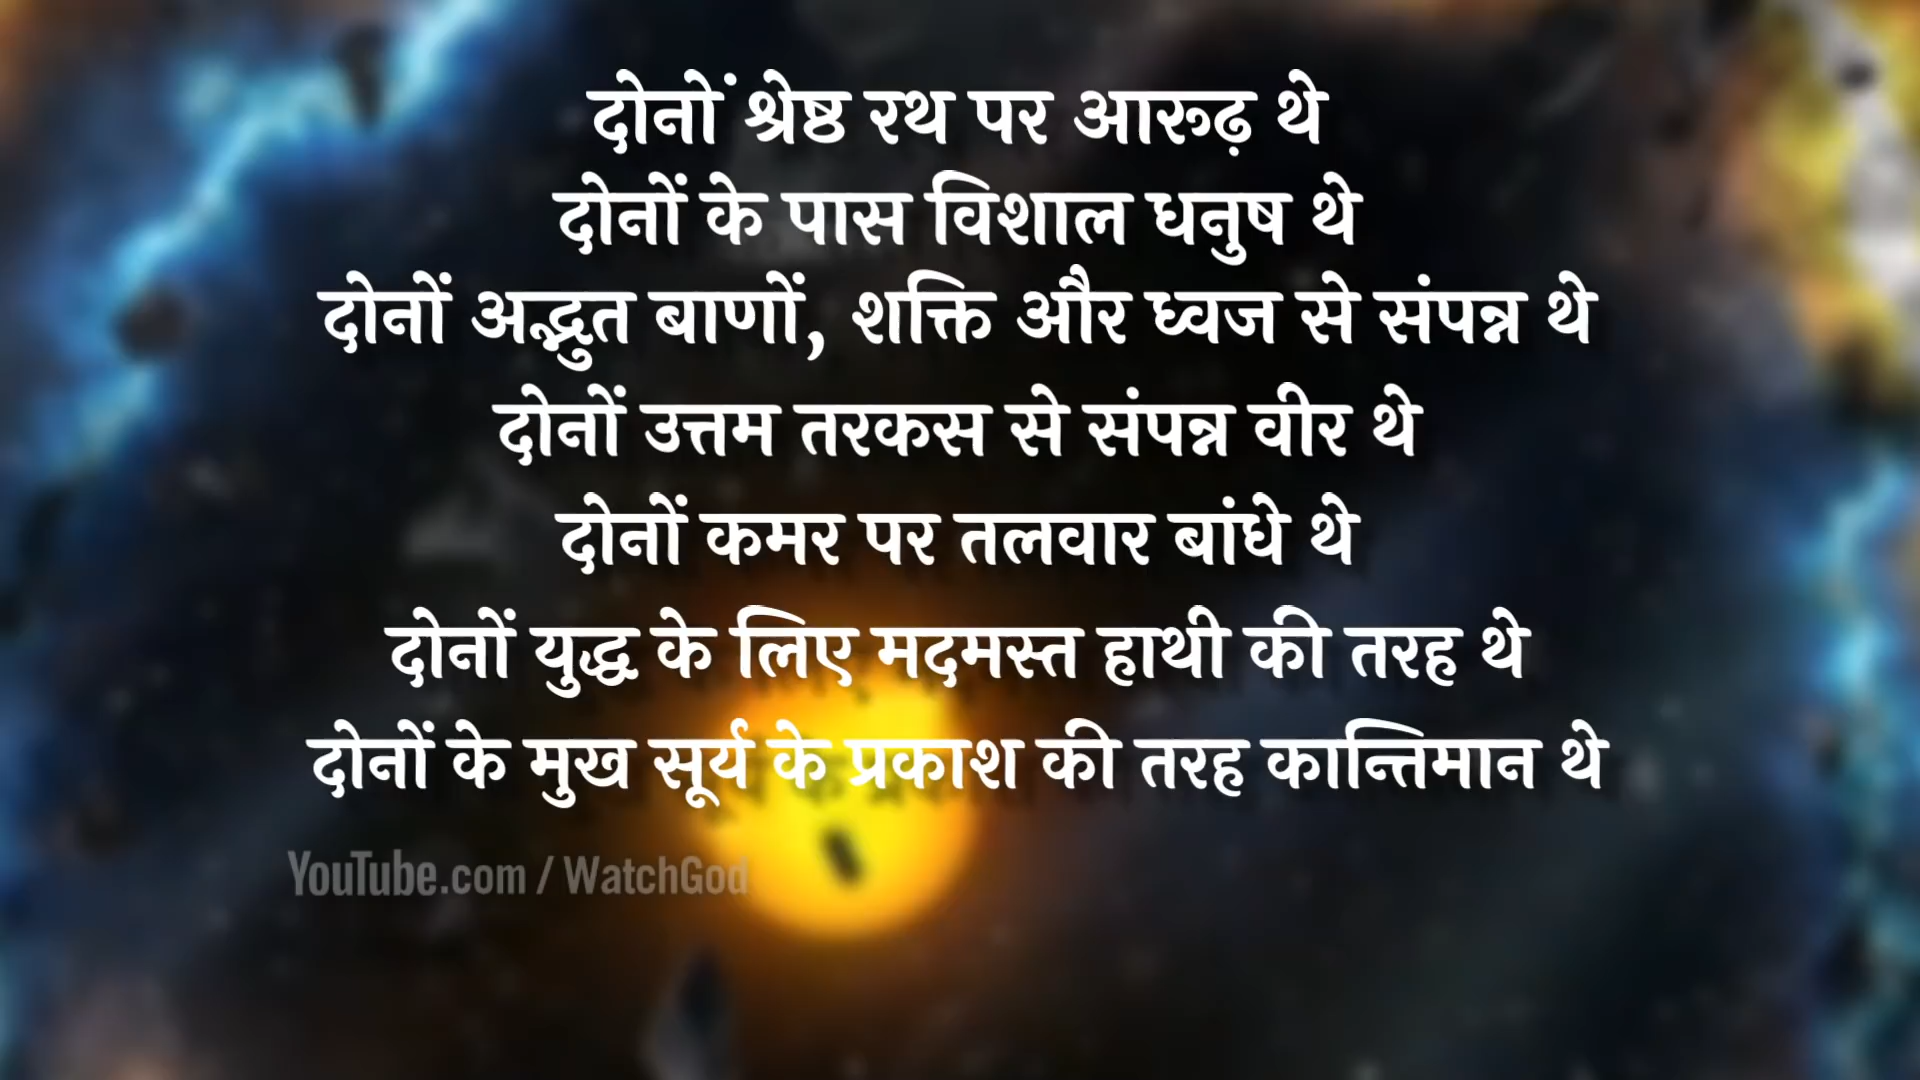 दोनों श्रेष्ठ रथ पर आरूढ़ थे
दोनों के पास विशाल धनुष थे
दोनों अद्भुत बाणों, शक्ति और ध्वज से संपन्न थे
दोनों उत्तम तरकस से संपन्न वीर थे
दोनों कमर पर तलवार बांधे थे
दोनों युद्ध के लिए मदमस्त हाथी की तरह थे
दोनों के मुख सूर्य के प्रकाश की तरह कान्तिमान थे
YouTube.com / WatchGod